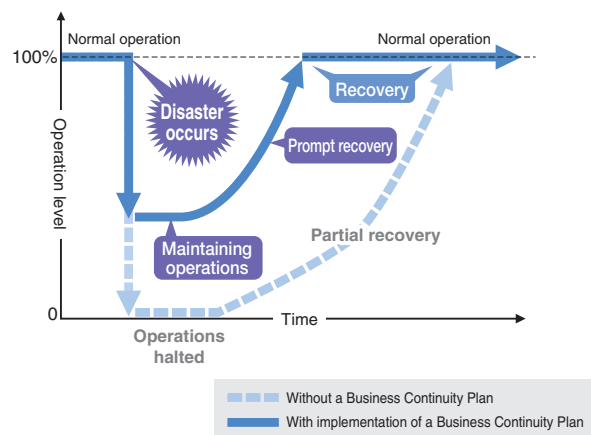 Normal operation
Normal operation
100%
Disaster
occurs
Recovery
Prompt recovery
Operation level
Maintaining
operations
Partial recovery
0
Time
Operations
halted
Without a Business Continuity Plan
With implementation of a Business Continuity Plan